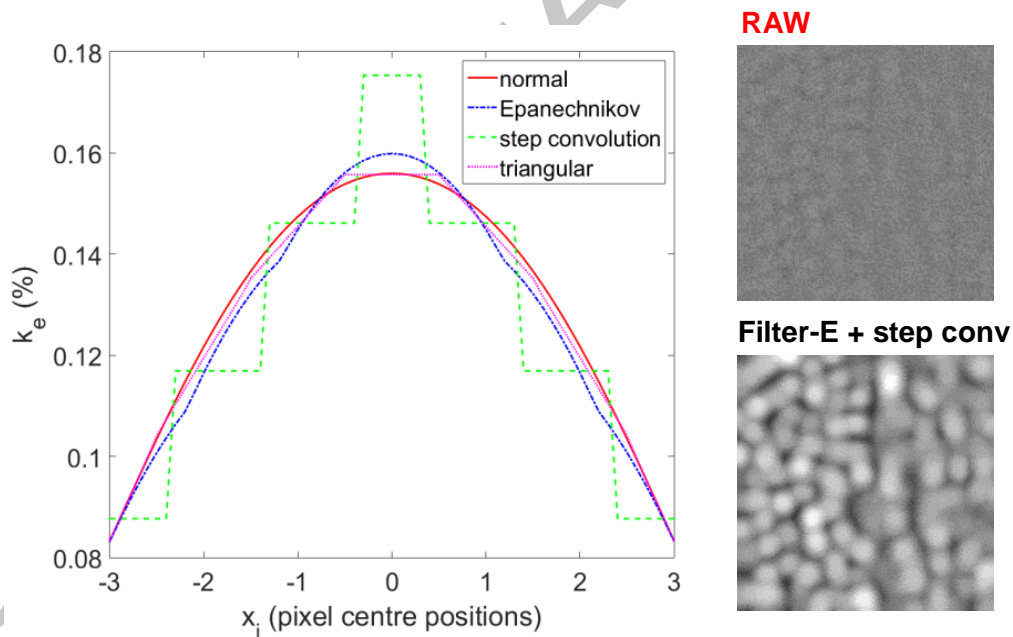 RAW
0.18
0.16
0.14
0.12
0.1
0.08
k_e (%)
normal
Epanechnikov
step convolution
triangular
-3 -2 -1 0 1 2 3
x_i (pixel centre positions)
Filter-E + step conv